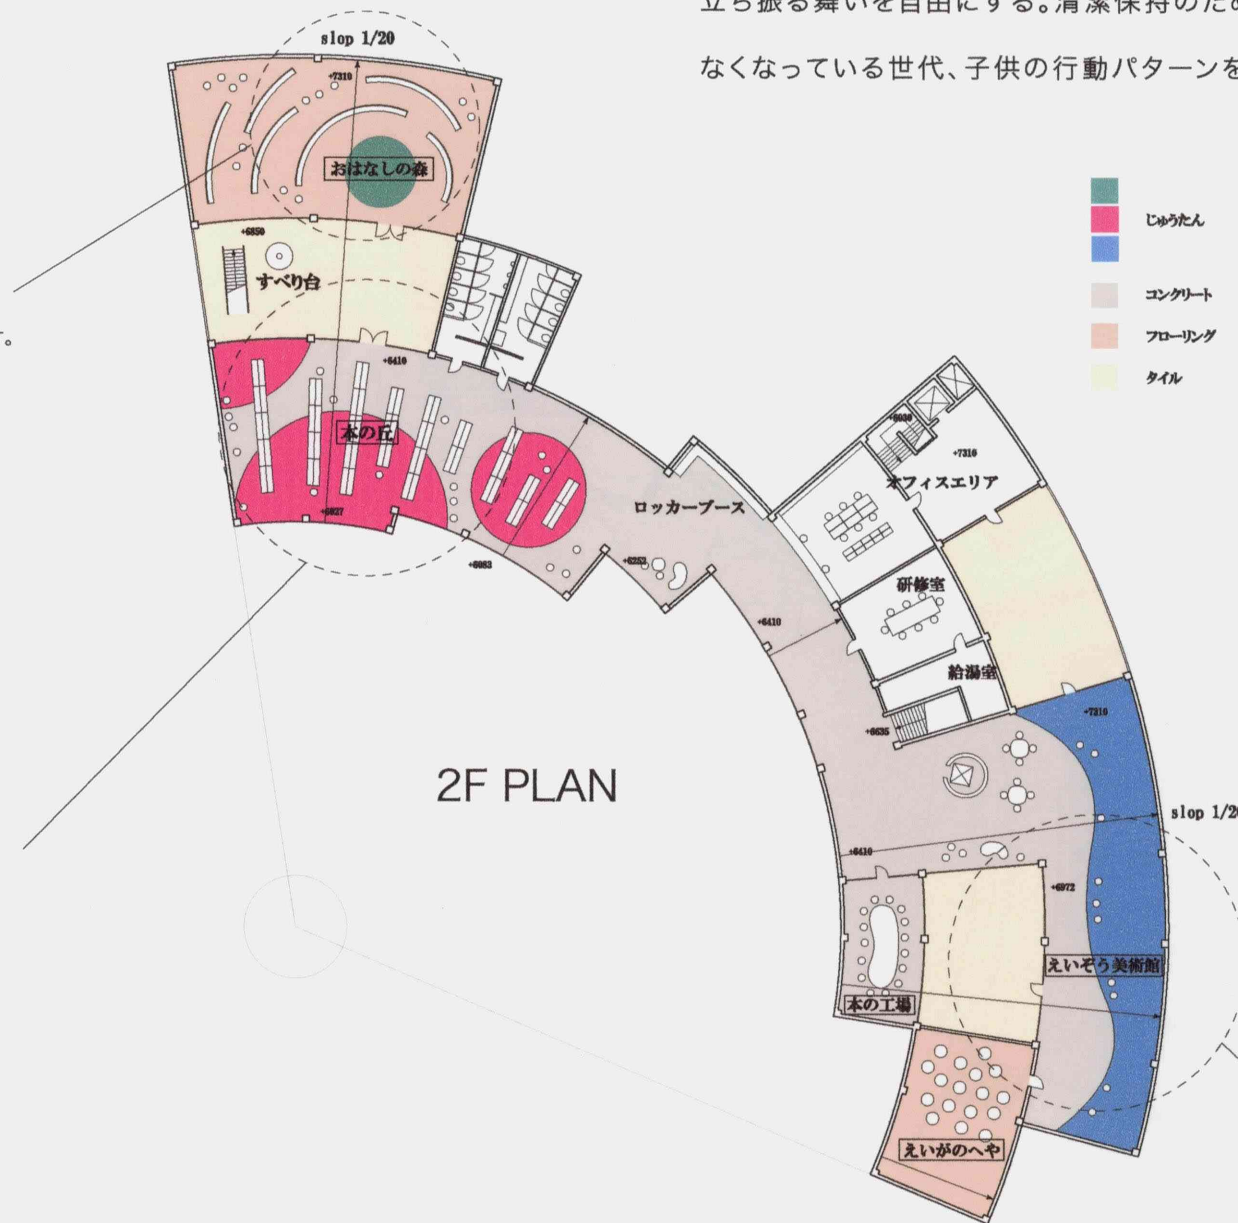 立ち振る舞いを自由にする。清潔保持のため
なくなっている世代、子供の行動パターンを
。
slop 1/20
+7310
おはなしの森
+6850
すべり台
+6410
本の丘
+6927
+6983
ロッカーブース
+6252
+6410
じゅうたん
コンクリート
フローリング
タイル
+6930
+7310
オフィスエリア
研修室
給湯室
+6635
+7210
slop 1/20
+6410
+6972
えいぞう美術館
本の工場
えいがのへや
2F PLAN